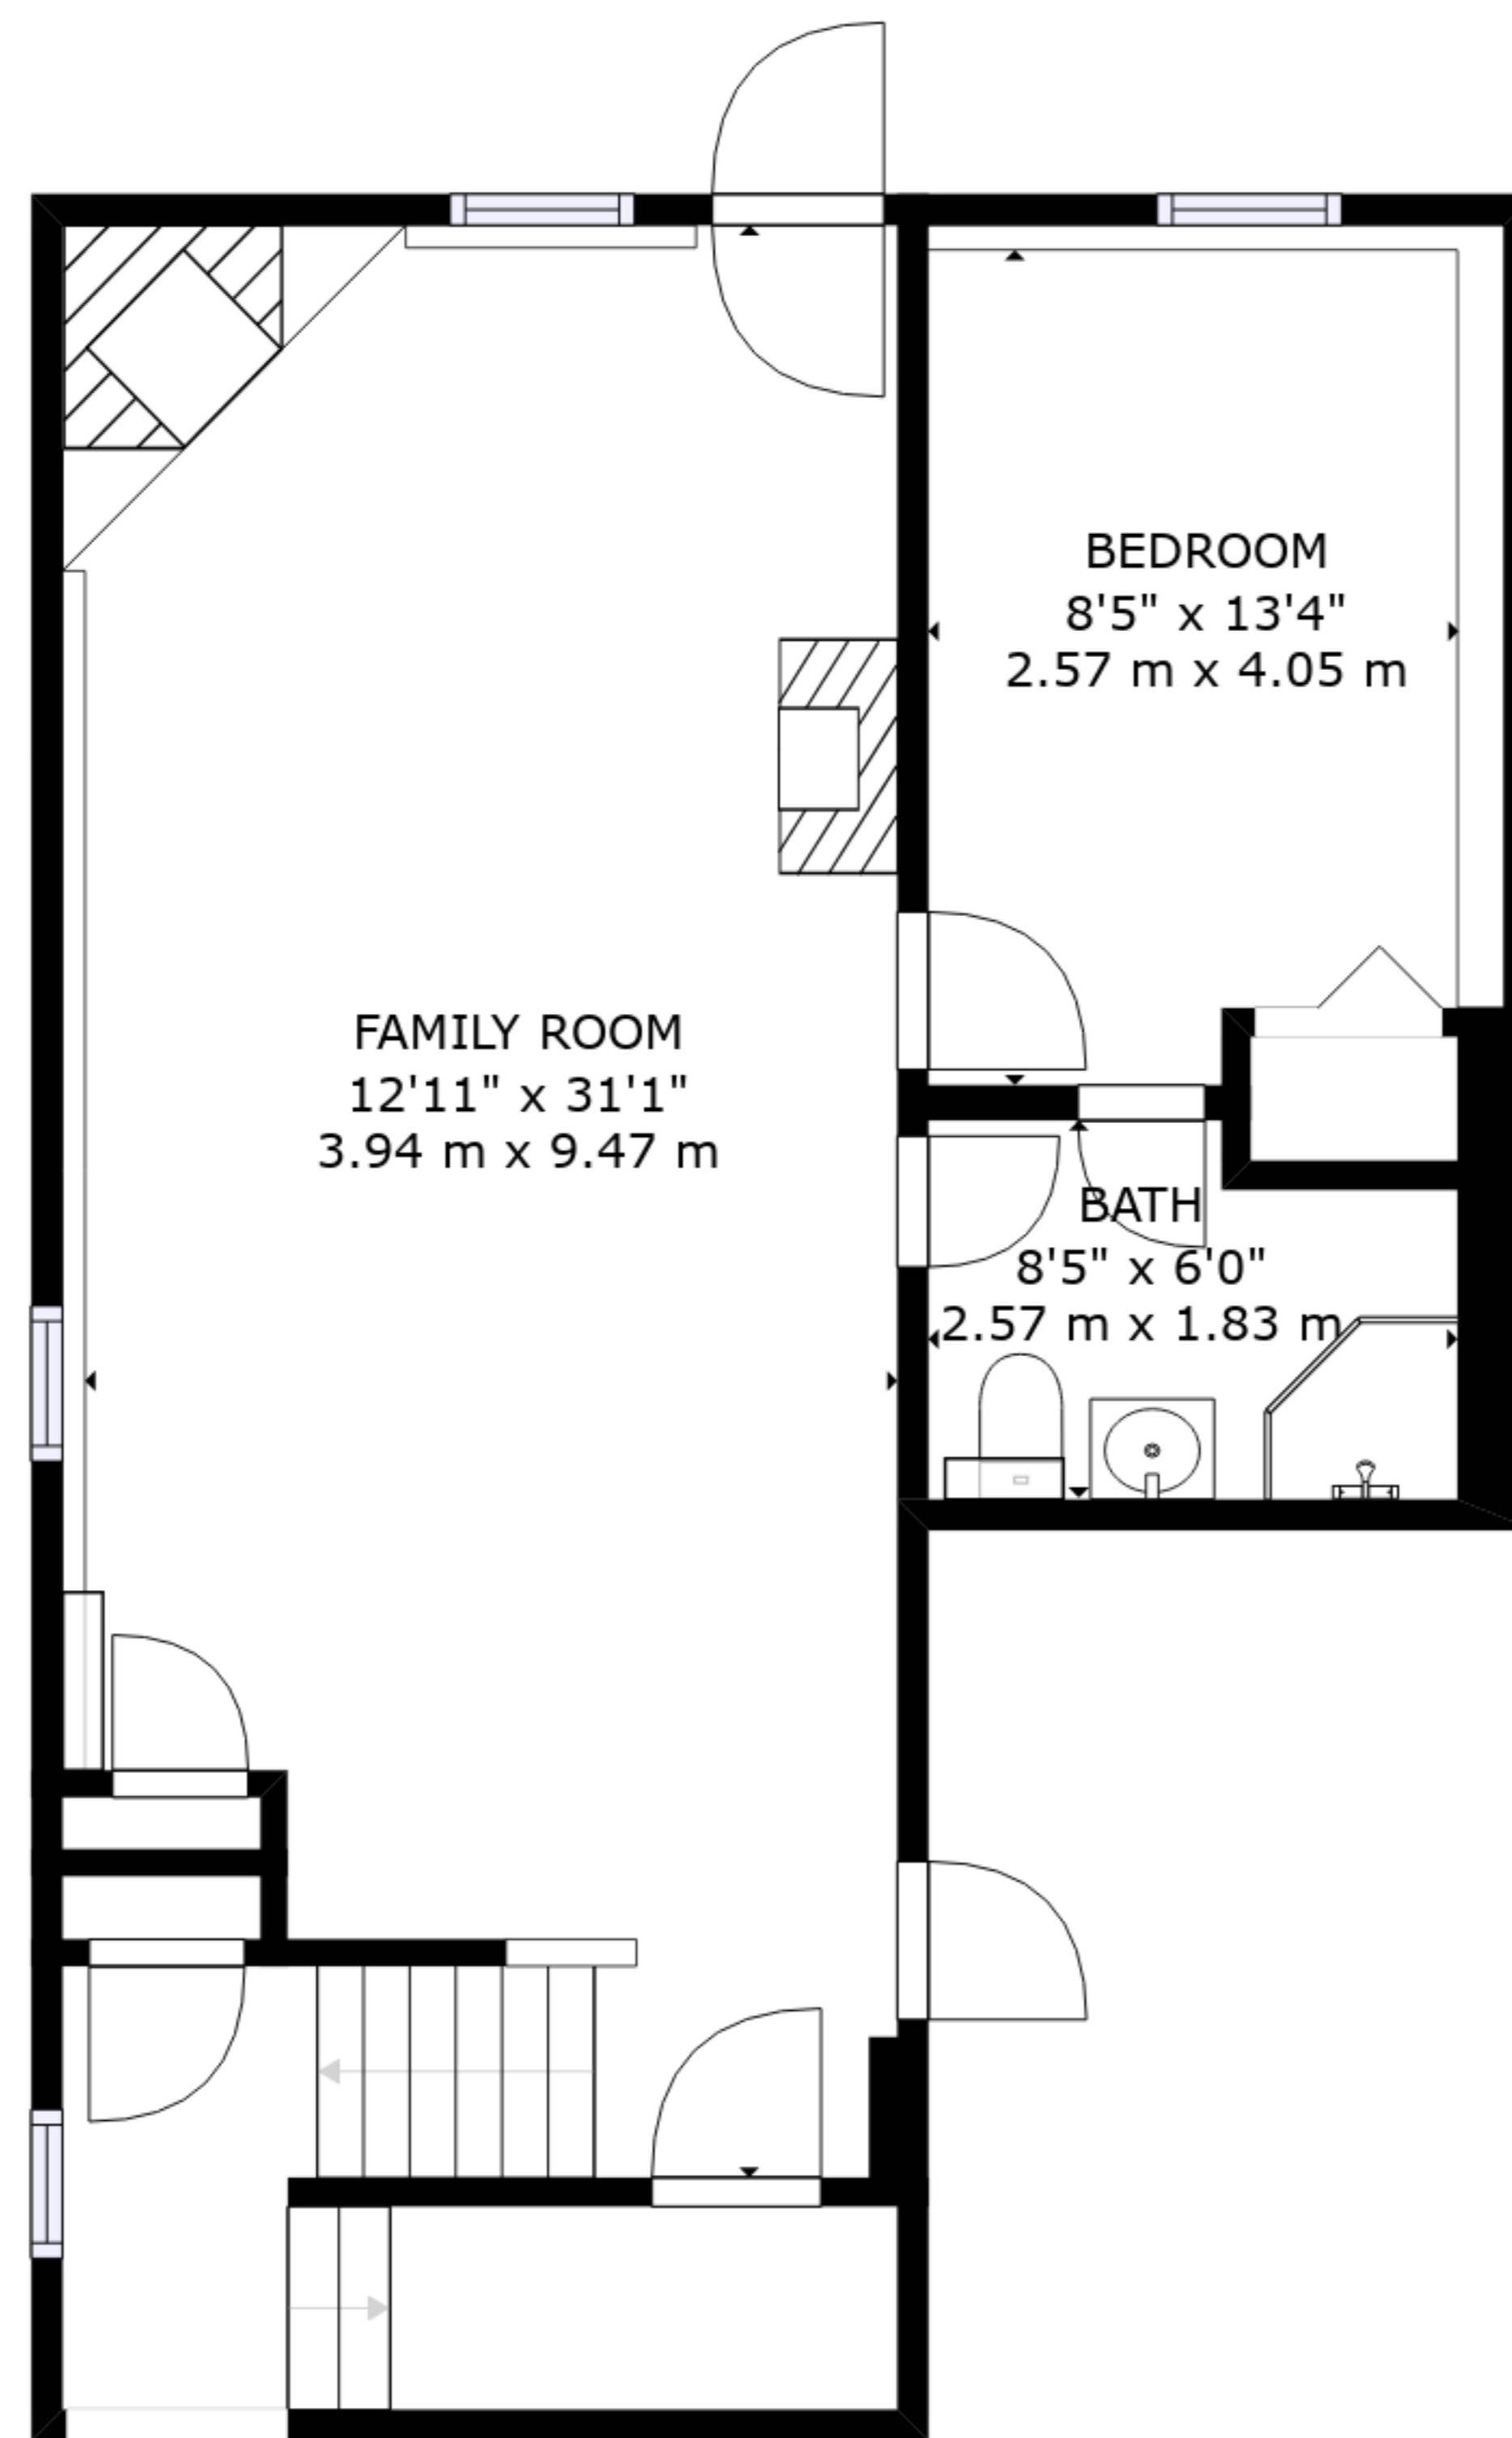 BEDROOM
8'5" x 13'4"
2.57 m x 4.05 m
FAMILY ROOM
12'11" x 31'1"
3.94 m x 9.47 m
BATH
8'5" x 6'0"
2.57 m x 1.83 m